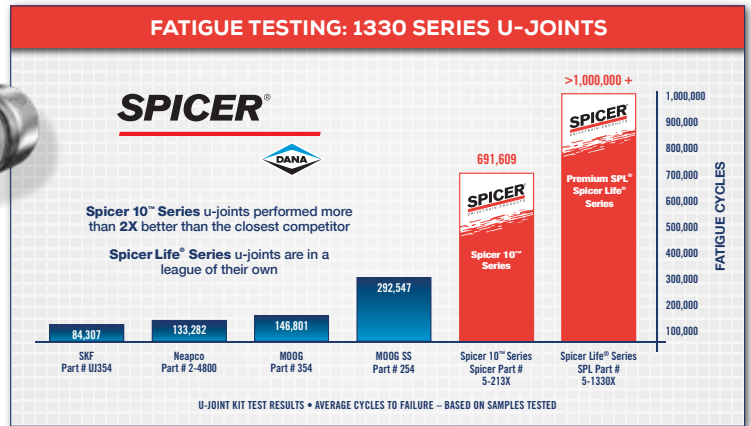 FATIGUE TESTING: 1330 SERIES U-JOINTS
SPICER®
DANA
Spicer 10™ Series u-joints performed more
than 2X better than the closest competitor
Spicer Life® Series u-joints are in a
league of their own
84,307
133,282
146,801
292,547
691,609
SPICER®
DRIVETRAIN PRODUCTS
Spicer 10™
Series
>1,000,000 +
SPICER®
DRIVETRAIN PRODUCTS
Premium SPL®
Spicer Life®
Series
1,000,000
900,000
800,000
700,000
600,000
500,000
400,000
300,000
200,000
100,000
FATIGUE CYCLES
SKF
Part # UJ354
Neapco
Part # 2-4800
MOOG
Part # 354
MOOG SS
Part # 254
Spicer 10™ Series
Spicer Part #
5-213X
Spicer Life® Series
SPL Part #
5-1330X
U-JOINT KIT TEST RESULTS • AVERAGE CYCLES TO FAILURE – BASED ON SAMPLES TESTED